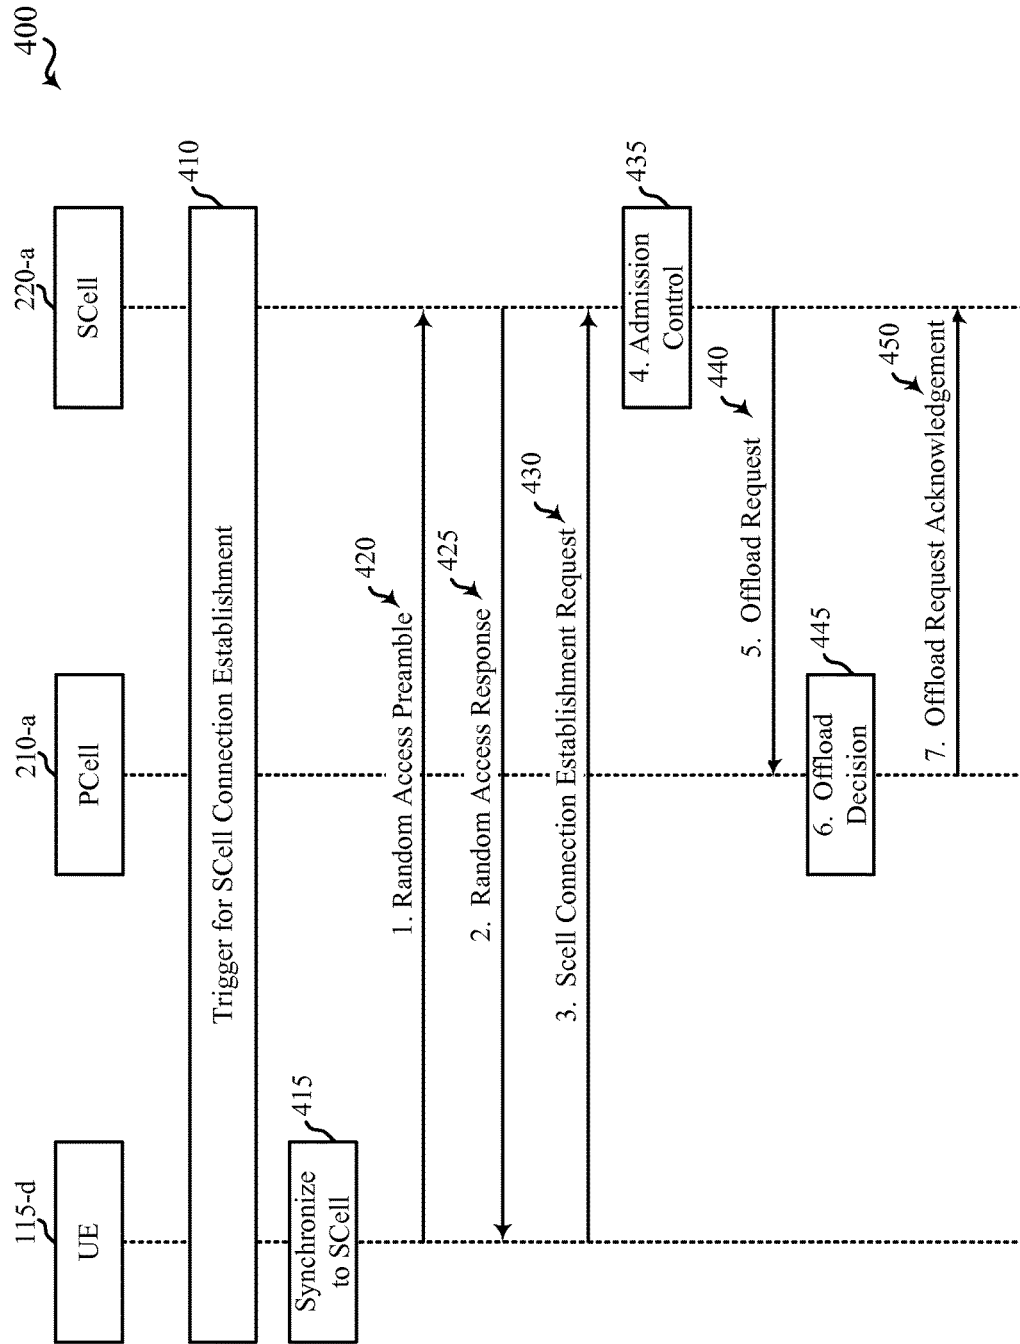 400
115-d
210-a
220-a
UE
PCell
SCell
410
Trigger for SCell Connection Establishment
415
Synchronize
to SCell
420
1. Random Access Preamble
425
2. Random Access Response
430
3. Scell Connection Establishment Request
435
4. Admission
Control
440
5. Offload Request
445
6. Offload
Decision
450
7. Offload Request Acknowledgement